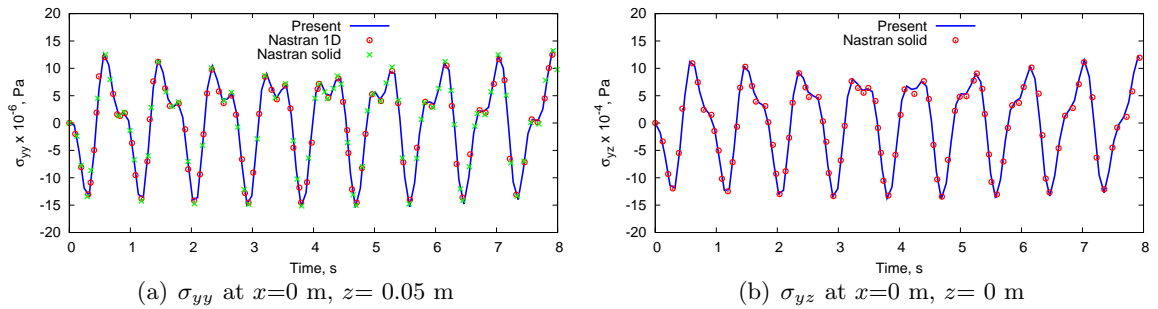 20
15
10
5
0
-5
-10
-15
-20
0 1 2 3 4 5 6 7 8
σyy x 10⁻⁶, Pa
Time, s
Present
Nastran 1D
Nastran solid
(a) σyy at x=0 m, z= 0.05 m
20
15
10
5
0
-5
-10
-15
-20
0 1 2 3 4 5 6 7 8
σyz x 10⁻⁴, Pa
Time, s
Present
Nastran solid
(b) σyz at x=0 m, z= 0 m